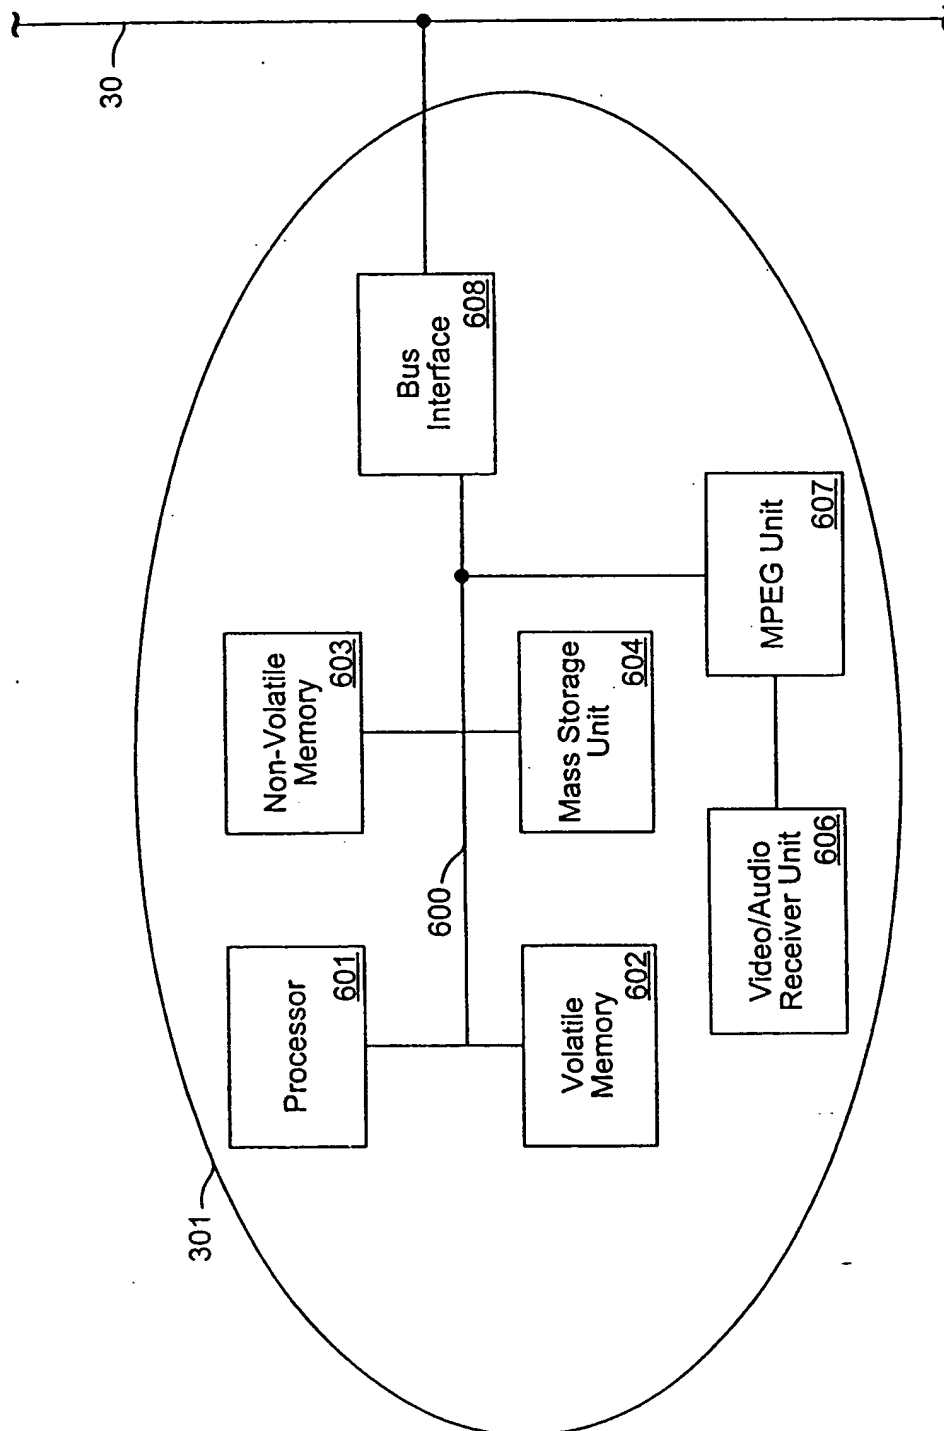 301
Processor
601
Non-Volatile
Memory
603
600
Bus
Interface
608
30
Volatile
Memory
602
Mass Storage
Unit
604
Video/Audio
Receiver Unit
606
MPEG Unit
607